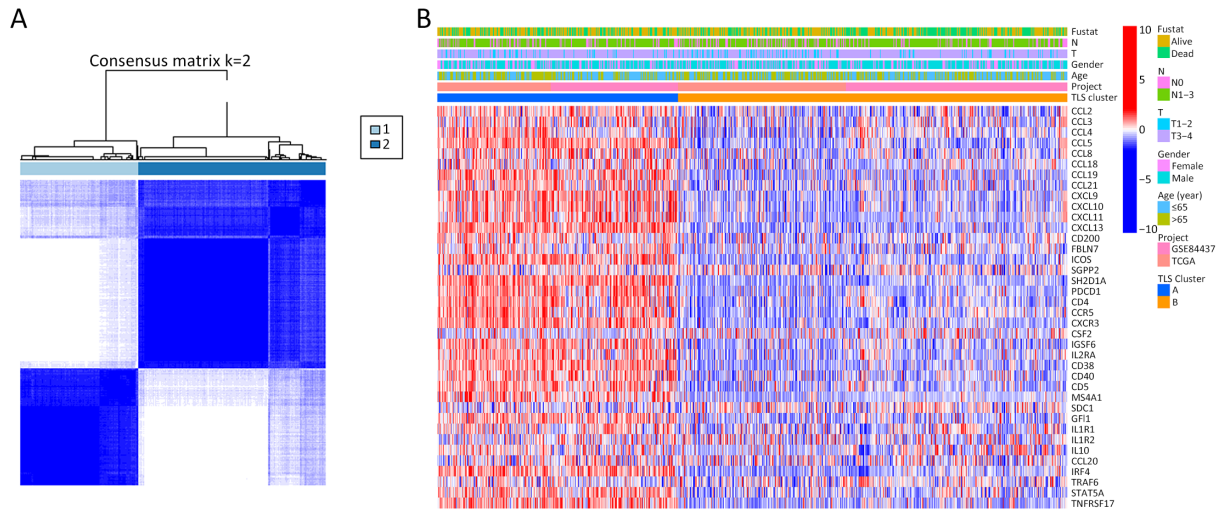 A
Consensus matrix k=2
1
2
B
Fustat
N
T
Gender
Age
Project
TLS cluster
CCL2
CCL3
CCL4
CCL5
CCL8
CCL18
CCL19
CCL21
CXCL9
CXCL10
CXCL11
CXCL13
CD200
FBLN7
ICOS
SGPP2
SH2D1A
PDCD1
CD4
CCR5
CXCR3
CSF2
IGSF6
IL2RA
CD38
CD40
CD5
MS4A1
SDC1
GFI1
IL1R1
IL1R2
IL10
CCL20
IRF4
TRAF6
STAT5A
TNFRSF17
10
5
0
−5
−10
Fustat
Alive
Dead
N
N0
N1−3
T
T1−2
T3−4
Gender
Female
Male
Age (year)
≤65
>65
Project
GSE84437
TCGA
TLS Cluster
A
B